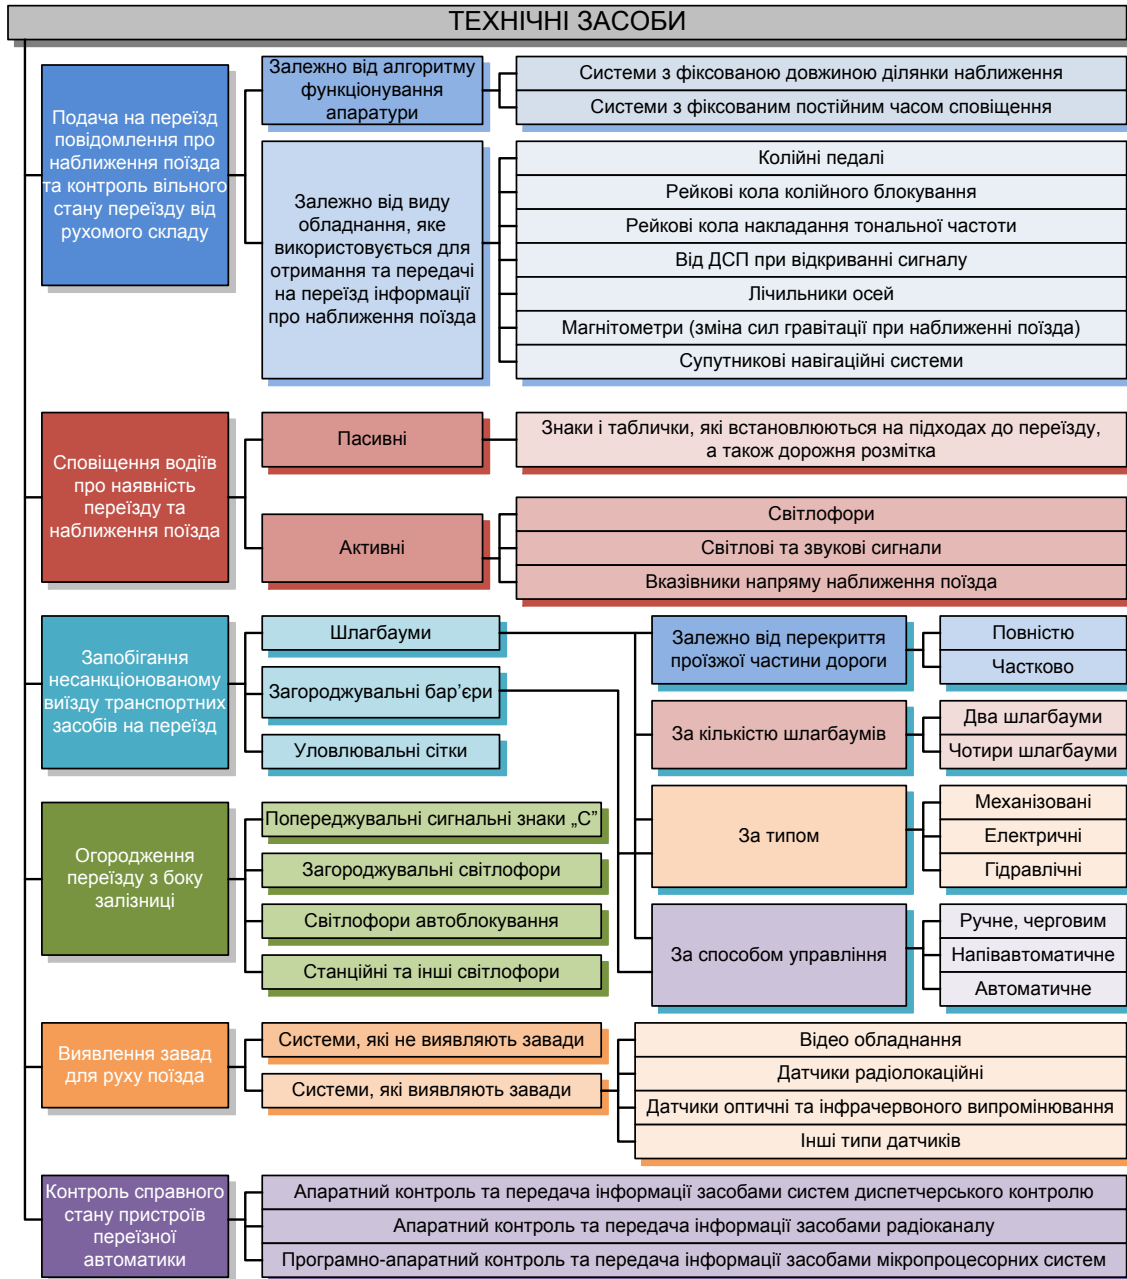 ТЕХНІЧНІ ЗАСОБИ
Подача на переїзд
повідомлення про
наближення поїзда
та контроль вільного
стану переїзду від
рухомого складу
Залежно від алгоритму
функціонування
апаратури
Системи з фіксованою довжиною ділянки наближення
Системи з фіксованим постійним часом сповіщення
Залежно від виду
обладнання, яке
використовується для
отримання та передачі
на переїзд інформації
про наближення поїзда
Колійні педалі
Рейкові кола колійного блокування
Рейкові кола накладання тональної частоти
Від ДСП при відкриванні сигналу
Лічильники осей
Магнітометри (зміна сил гравітації при наближенні поїзда)
Супутникові навігаційні системи
Сповіщення водіїв
про наявність
переїзду та
наближення поїзда
Пасивні
Знаки і таблички, які встановлюються на підходах до переїзду,
а також дорожня розмітка
Активні
Світлофори
Світлові та звукові сигнали
Вказівники напряму наближення поїзда
Запобігання
несанкціонованому
виїзду транспортних
засобів на переїзд
Шлагбауми
Загороджувальні бар’єри
Уловлювальні сітки
Залежно від перекриття
проїзжої частини дороги
Повністю
Частково
За кількістю шлагбаумів
Два шлагбауми
Чотири шлагбауми
За типом
Механізовані
Електричні
Гідравлічні
За способом управління
Ручне, черговим
Напівавтоматичне
Автоматичне
Огородження
переїзду з боку
залізниці
Попереджувальні сигнальні знаки „С”
Загороджувальні світлофори
Світлофори автоблокування
Станційні та інші світлофори
Виявлення завад
для руху поїзда
Системи, які не виявляють завади
Системи, які виявляють завади
Відео обладнання
Датчики радіолокаційні
Датчики оптичні та інфрачервоного випромінювання
Інші типи датчиків
Контроль справного
стану пристроїв
переїзної
автоматики
Апаратний контроль та передача інформації засобами систем диспетчерського контролю
Апаратний контроль та передача інформації засобами радіоканалу
Програмно-апаратний контроль та передача інформації засобами мікропроцесорних систем